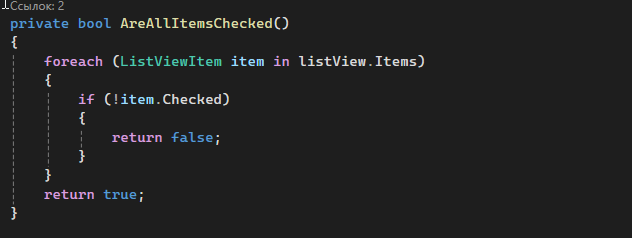 Ссылок: 2
private bool AreAllItemsChecked()
{
    foreach (ListViewItem item in listView.Items)
    {
        if (!item.Checked)
        {
            return false;
        }
    }
    return true;
}